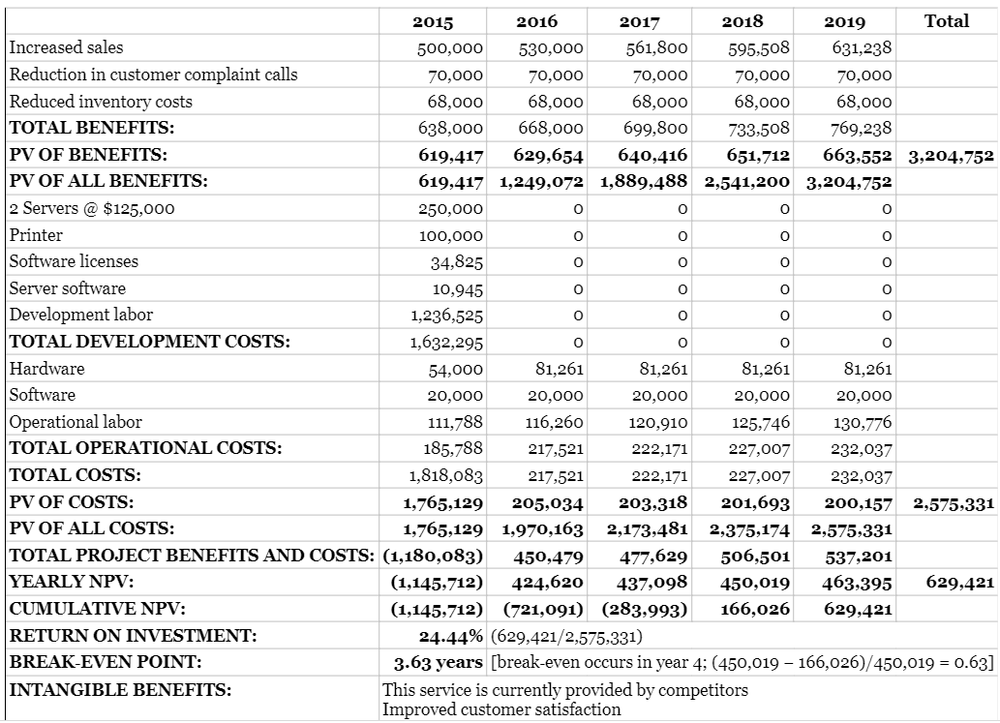 2015 2016 2017 2018 2019 Total
Increased sales 500,000 530,000 561,800 595,508 631,238
Reduction in customer complaint calls 70,000 70,000 70,000 70,000 70,000
Reduced inventory costs 68,000 68,000 68,000 68,000 68,000
TOTAL BENEFITS: 638,000 668,000 699,800 733,508 769,238
PV OF BENEFITS: 619,417 629,654 640,416 651,712 663,552 3,204,752
PV OF ALL BENEFITS: 619,417 1,249,072 1,889,488 2,541,200 3,204,752
2 Servers @ $125,000 250,000 0 0 0 0
Printer 100,000 0 0 0 0
Software licenses 34,825 0 0 0 0
Server software 10,945 0 0 0 0
Development labor 1,236,525 0 0 0 0
TOTAL DEVELOPMENT COSTS: 1,632,295 0 0 0 0
Hardware 54,000 81,261 81,261 81,261 81,261
Software 20,000 20,000 20,000 20,000 20,000
Operational labor 111,788 116,260 120,910 125,746 130,776
TOTAL OPERATIONAL COSTS: 185,788 217,521 222,171 227,007 232,037
TOTAL COSTS: 1,818,083 217,521 222,171 227,007 232,037
PV OF COSTS: 1,765,129 205,034 203,318 201,693 200,157 2,575,331
PV OF ALL COSTS: 1,765,129 1,970,163 2,173,481 2,375,174 2,575,331
TOTAL PROJECT BENEFITS AND COSTS: (1,180,083) 450,479 477,629 506,501 537,201
YEARLY NPV: (1,145,712) 424,620 437,098 450,019 463,395 629,421
CUMULATIVE NPV: (1,145,712) (721,091) (283,993) 166,026 629,421
RETURN ON INVESTMENT: 24.44% (629,421/2,575,331)
BREAK-EVEN POINT: 3.63 years [break-even occurs in year 4; (450,019 – 166,026)/450,019 = 0.63]
INTANGIBLE BENEFITS: This service is currently provided by competitors
Improved customer satisfaction